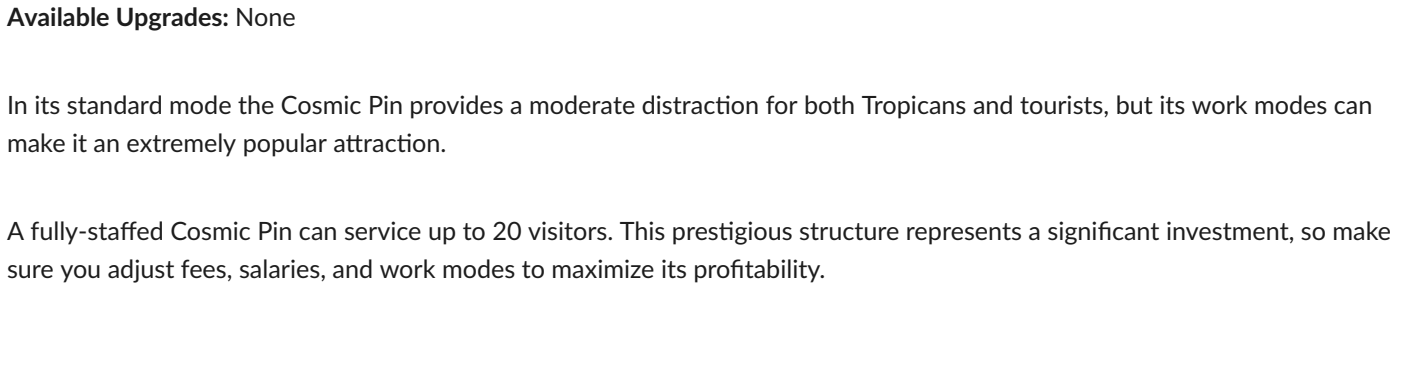 Available Upgrades: None
In its standard mode the Cosmic Pin provides a moderate distraction for both Tropicans and tourists, but its work modes can
make it an extremely popular attraction.
A fully-staffed Cosmic Pin can service up to 20 visitors. This prestigious structure represents a significant investment, so make
sure you adjust fees, salaries, and work modes to maximize its profitability.